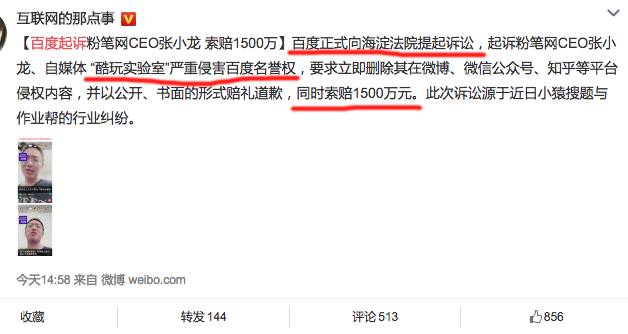 互联网的那点事
【百度起诉粉笔网CEO张小龙 索赔1500万】百度正式向海淀法院提起诉讼，起诉粉笔网CEO张小
龙、自媒体 “酷玩实验室”严重侵害百度名誉权，要求立即删除其在微博、微信公众号、知乎等平台
侵权内容，并以公开、书面的形式赔礼道歉，同时索赔1500万元。此次诉讼源于近日小猿搜题与
作业帮的行业纠纷。
今天14:58 来自 微博 weibo.com
收藏 转发 144 评论 513 856